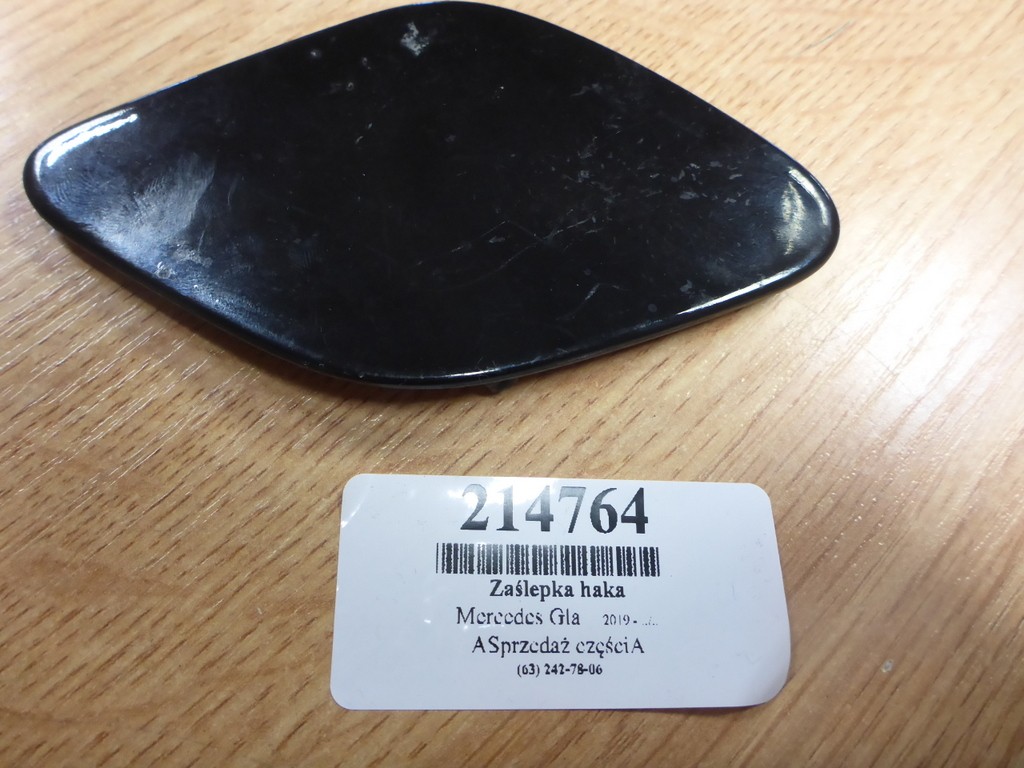 214764
Zaślepka haka
Mercedes Gla 2019 - .../...
ASprzedaż częściA
(63) 242-78-06